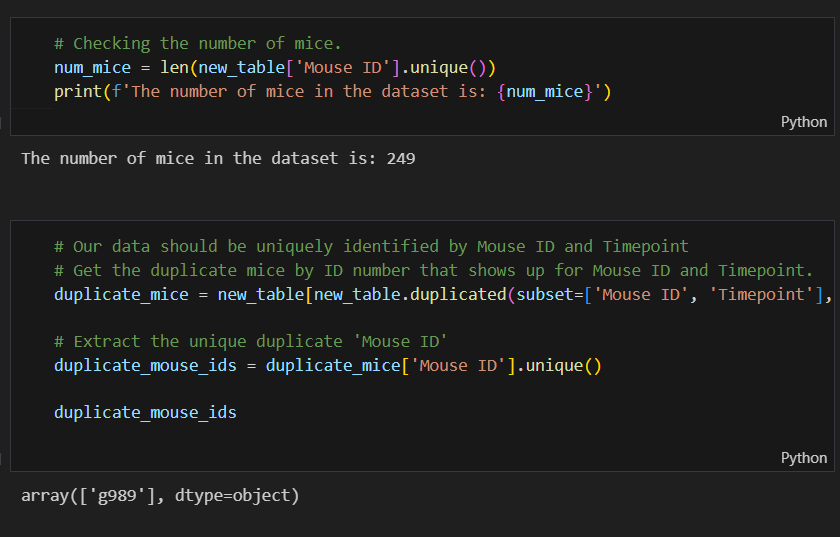 # Checking the number of mice.
num_mice = len(new_table['Mouse ID'].unique())
print(f'The number of mice in the dataset is: {num_mice}')
Python
The number of mice in the dataset is: 249
# Our data should be uniquely identified by Mouse ID and Timepoint
# Get the duplicate mice by ID number that shows up for Mouse ID and Timepoint.
duplicate_mice = new_table[new_table.duplicated(subset=['Mouse ID', 'Timepoint'],
# Extract the unique duplicate 'Mouse ID'
duplicate_mouse_ids = duplicate_mice['Mouse ID'].unique()
duplicate_mouse_ids
Python
array(['g989'], dtype=object)